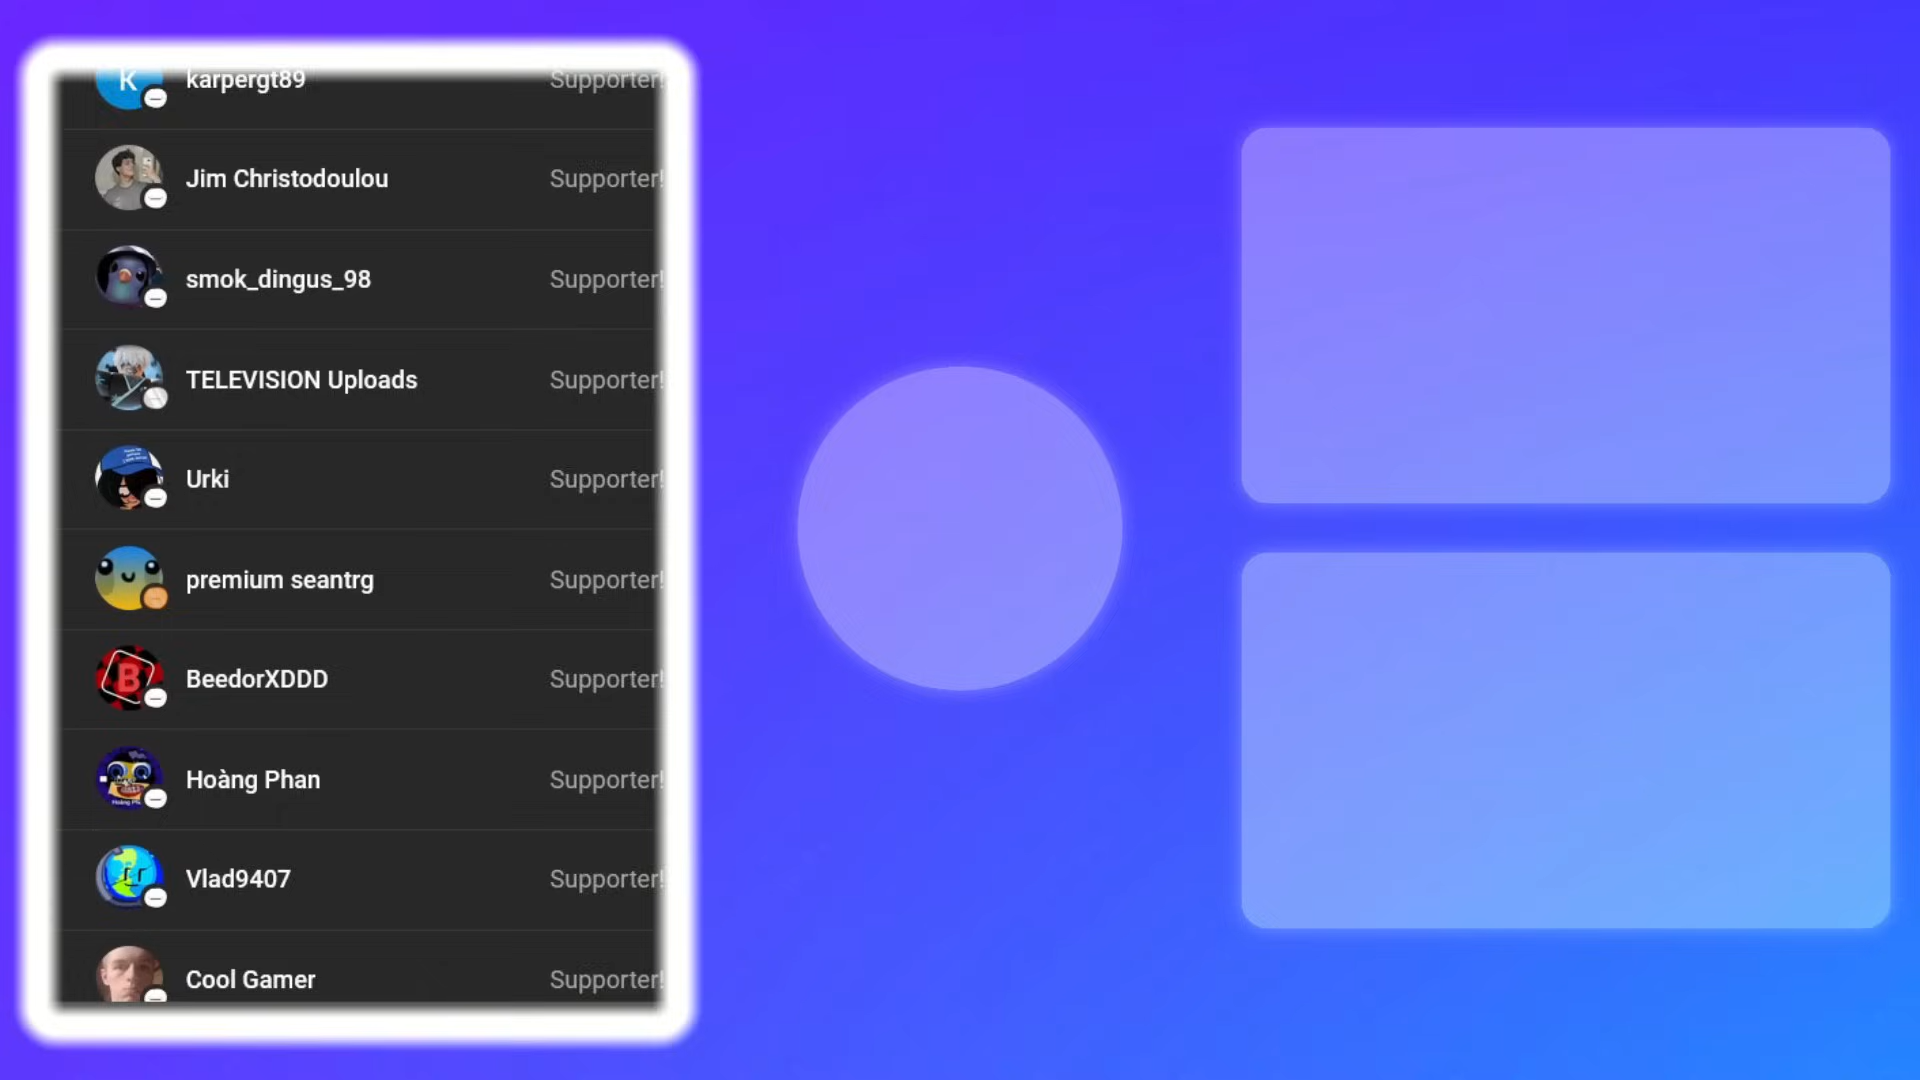 K karpergt89 Supporter!
Jim Christodoulou Supporter!
smok_dingus_98 Supporter!
TELEVISION Uploads Supporter!
Urki Supporter!
premium seantrg Supporter!
B BeedorXDDD Supporter!
Hoàng Phan Supporter!
Vlad9407 Supporter!
Cool Gamer Supporter!